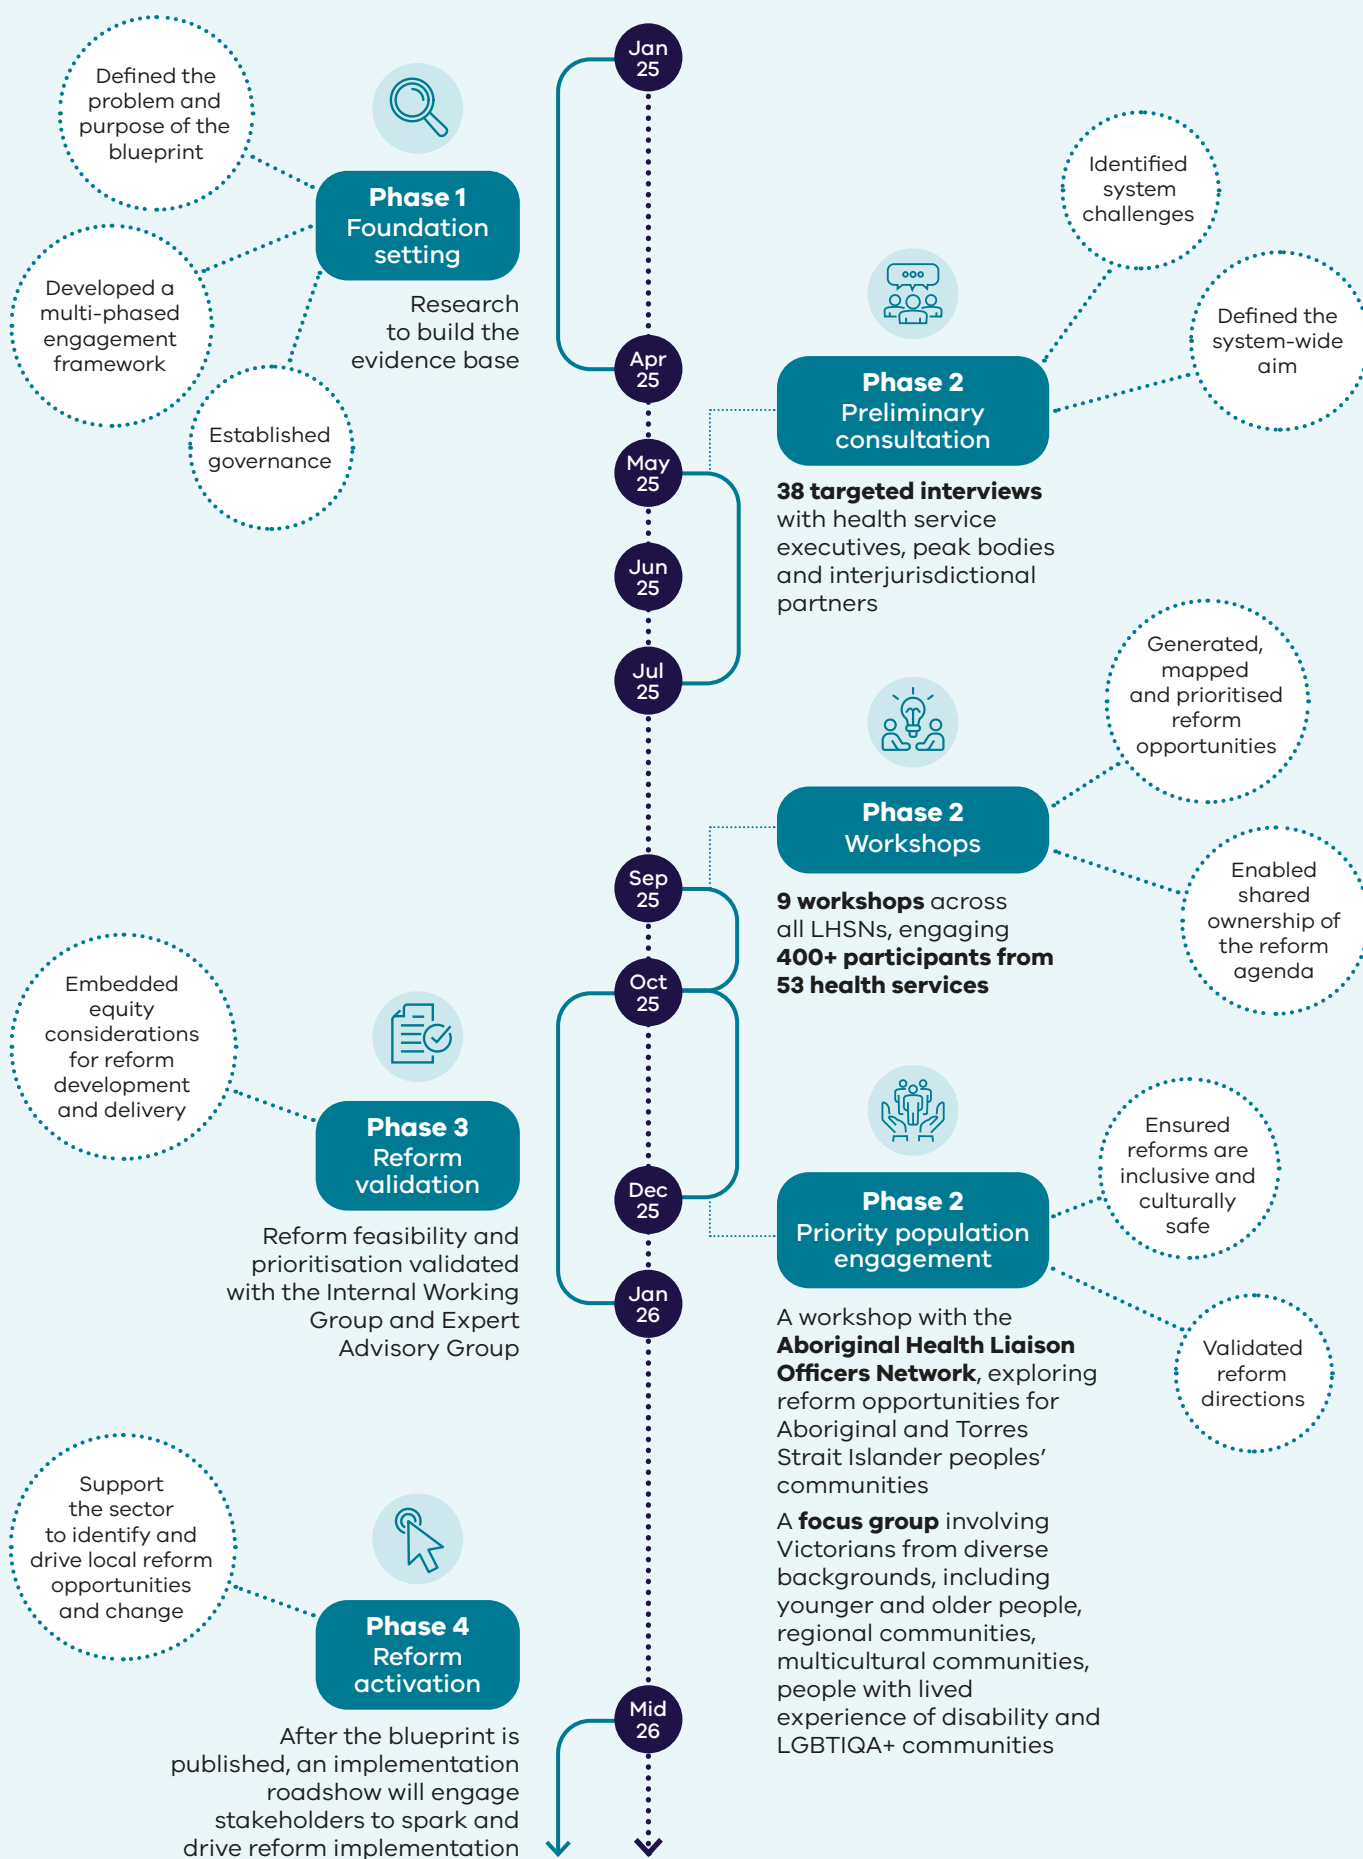 Jan
25
Defined the
problem and
purpose of the
blueprint
Phase 1
Foundation
setting
Developed a
multi-phased
engagement
framework
Research
to build the
evidence base
Established
governance
Apr
25
Identified
system
challenges
Defined the
system-wide
aim
Phase 2
Preliminary
consultation
May
25
38 targeted interviews
with health service
executives, peak bodies
and interjurisdictional
partners
Jun
25
Jul
25
Generated,
mapped
and prioritised
reform
opportunities
Phase 2
Workshops
Sep
25
Enabled
shared
ownership of
the reform
agenda
9 workshops across
all LHSNs, engaging
400+ participants from
53 health services
Oct
25
Embedded
equity
considerations
for reform
development
and delivery
Phase 3
Reform
validation
Reform feasibility and
prioritisation validated
with the Internal Working
Group and Expert
Advisory Group
Ensured
reforms are
inclusive and
culturally
safe
Dec
25
Phase 2
Priority population
engagement
Jan
26
A workshop with the
Aboriginal Health Liaison
Officers Network, exploring
reform opportunities for
Aboriginal and Torres
Strait Islander peoples’
communities
Validated
reform
directions
A focus group involving
Victorians from diverse
backgrounds, including
younger and older people,
regional communities,
multicultural communities,
people with lived
experience of disability and
LGBTIQA+ communities
Support
the sector
to identify and
drive local reform
opportunities
and change
Phase 4
Reform
activation
Mid
26
After the blueprint is
published, an implementation
roadshow will engage
stakeholders to spark and
drive reform implementation